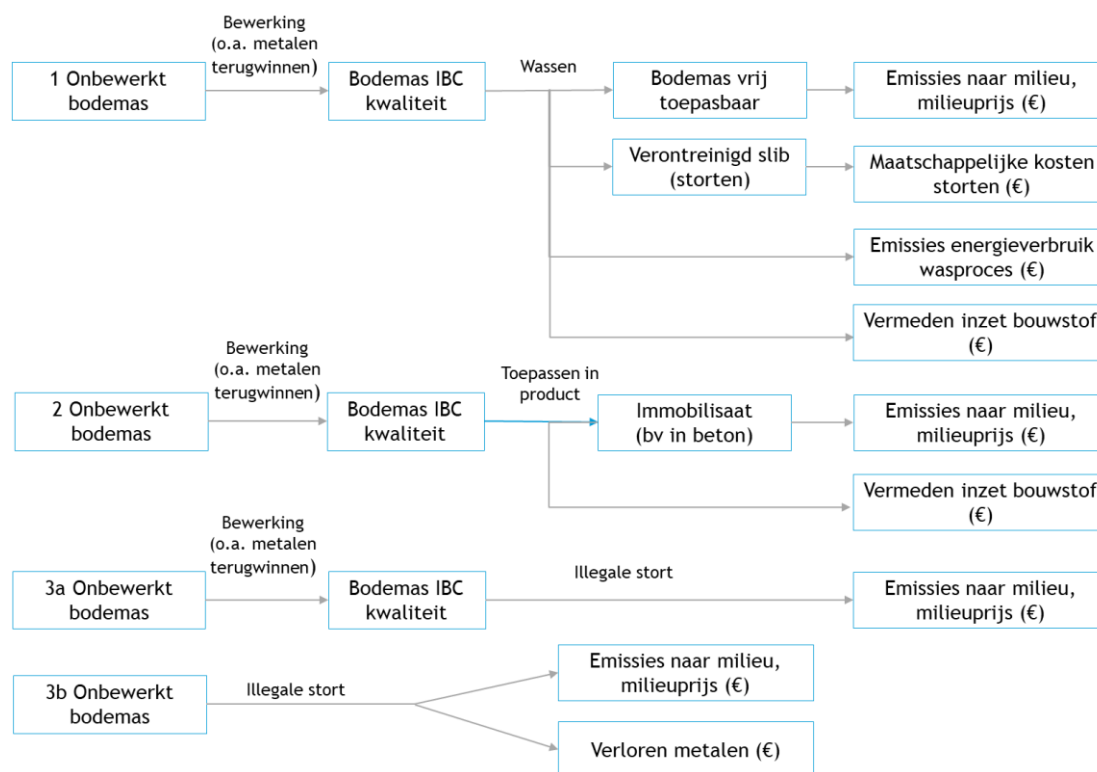 Bewerking
(o.a. metalen
terugwinnen)
1 Onbewerkt
bodemas
Bodemas IBC
kwaliteit
Wassen
Bodemas vrij
toepasbaar
Emissies naar milieu,
milieuprijs (€)
Verontreinigd slib
(storten)
Maatschappelijke kosten
storten (€)
Emissies energieverbruik
wasproces (€)
Vermeden inzet bouwstof
(€)
Bewerking
(o.a. metalen
terugwinnen)
2 Onbewerkt
bodemas
Bodemas IBC
kwaliteit
Toepassen in
product
Immobilisaat
(bv in beton)
Emissies naar milieu,
milieuprijs (€)
Vermeden inzet bouwstof
(€)
Bewerking
(o.a. metalen
terugwinnen)
3a Onbewerkt
bodemas
Bodemas IBC
kwaliteit
Illegale stort
Emissies naar milieu,
milieuprijs (€)
3b Onbewerkt
bodemas
Illegale stort
Emissies naar milieu,
milieuprijs (€)
Verloren metalen (€)